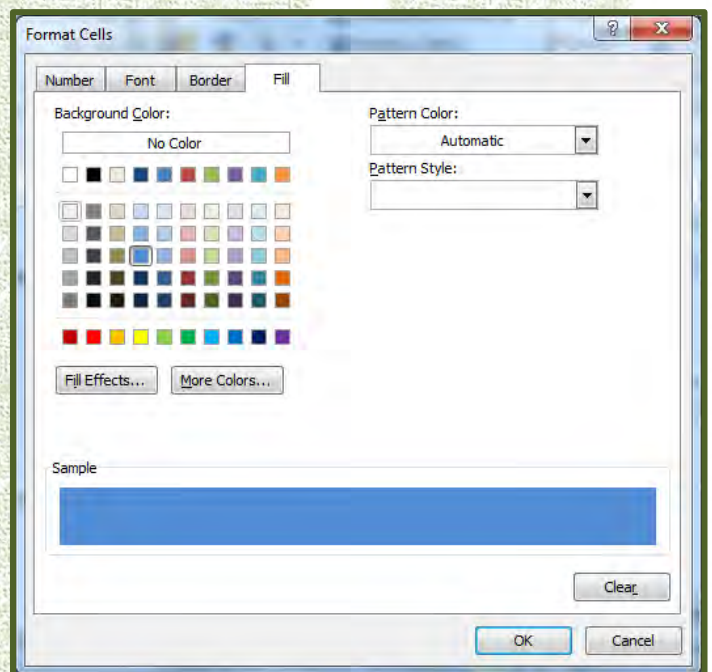 Format Cells
Number Font Border Fill
Background Color:
No Color
Pattern Color:
Automatic
Pattern Style:
Fill Effects... More Colors...
Sample
Clear
OK Cancel